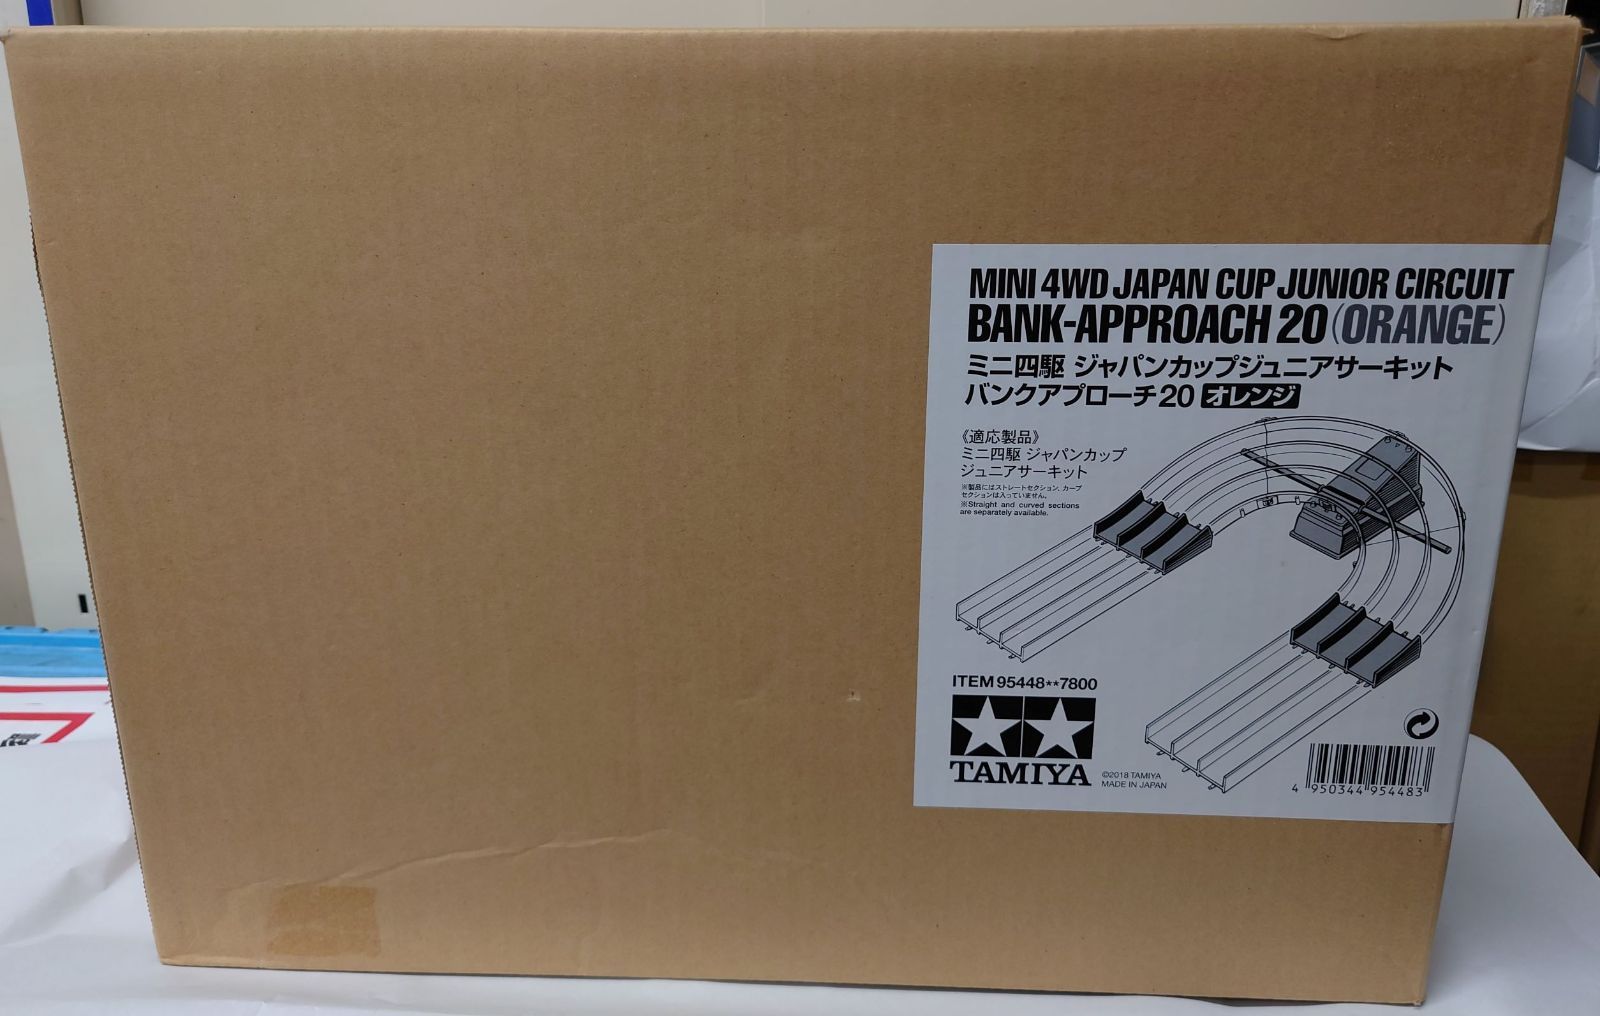 MINI 4WD JAPAN CUP JUNIOR CIRCUIT
BANK-APPROACH 20 (ORANGE)
ミニ四駆 ジャパンカップジュニアサーキット
バンクアプローチ20 オレンジ
《適応製品》
ミニ四駆 ジャパンカップ
ジュニアサーキット
※製品にはストレートセクション、カーブ
セクションは入っていません。
※Straight and curved sections
are separately available.
ITEM 95448**7800
TAMIYA
©2018 TAMIYA
MADE IN JAPAN
4 950344 954483